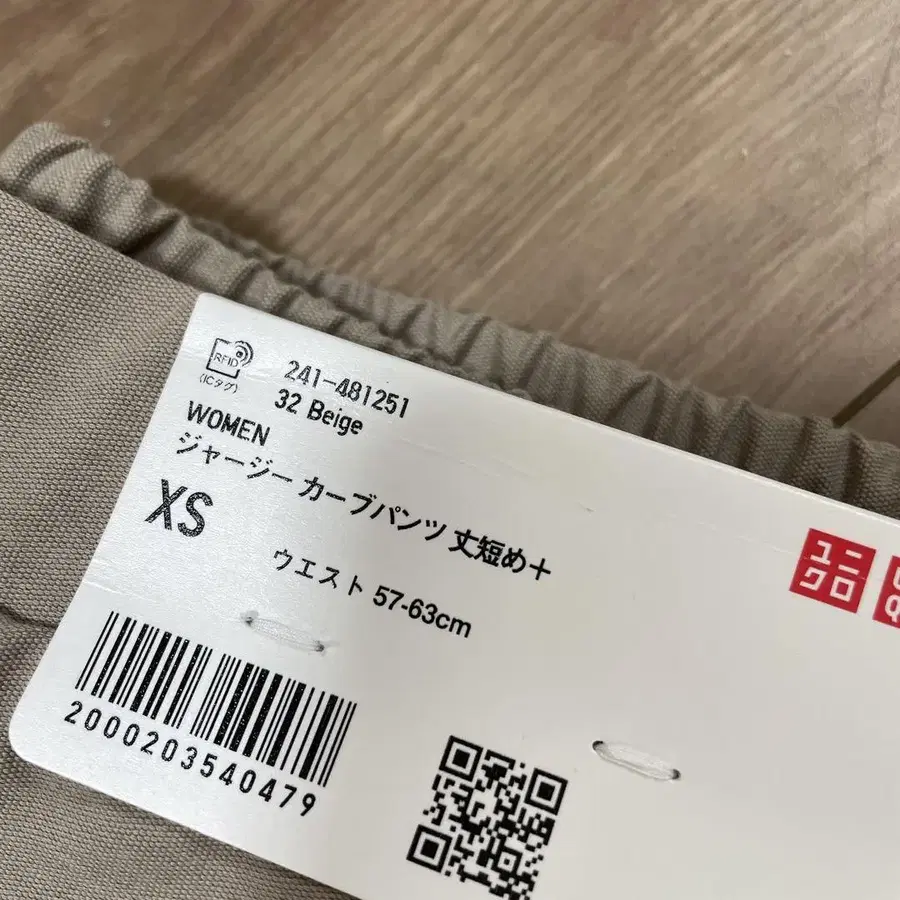 RFID
(ICタグ)
241-481251
32 Beige
WOMEN
ジャージーカーブパンツ丈短め+
XS
ウエスト 57-63cm
2000203540479
ユニ
クロ
U
Q